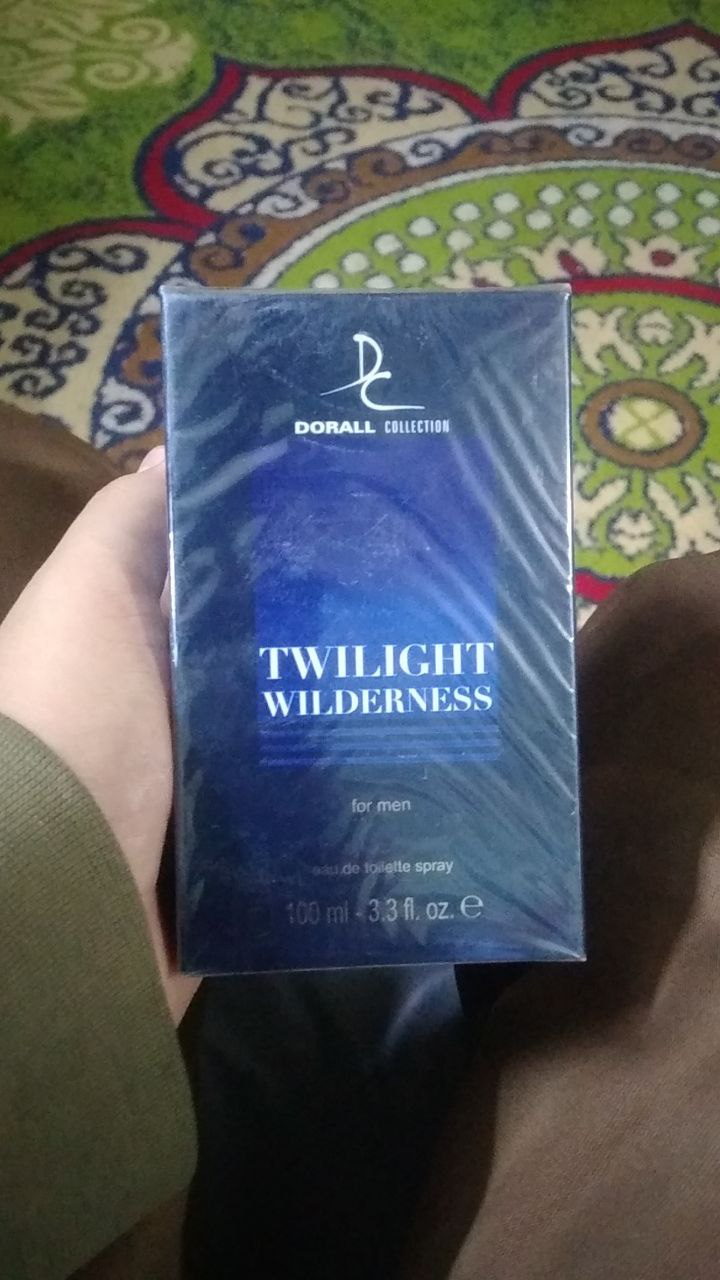 DC
DORALL COLLECTION
TWILIGHT
WILDERNESS
for men
eau de toilette spray
100 ml - 3.3 fl. oz. ℮